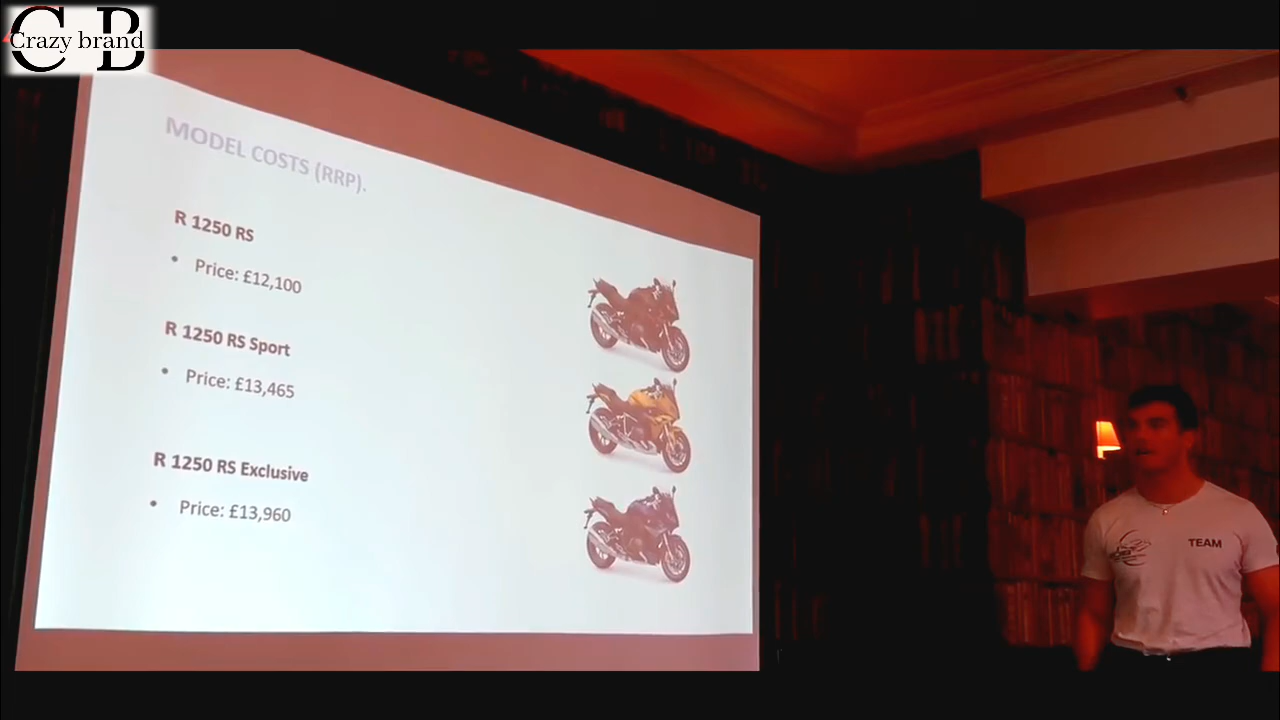 C B
Crazy brand
MODEL COSTS (RRP).
R 1250 RS
• Price: £12,100
R 1250 RS Sport
• Price: £13,465
R 1250 RS Exclusive
• Price: £13,960
TEAM